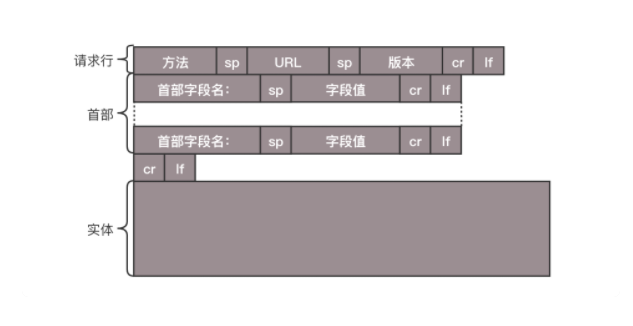 请求行 方法 sp URL sp 版本 cr lf
首部字段名： sp 字段值 cr lf
首部
首部字段名： sp 字段值 cr lf
cr lf
实体